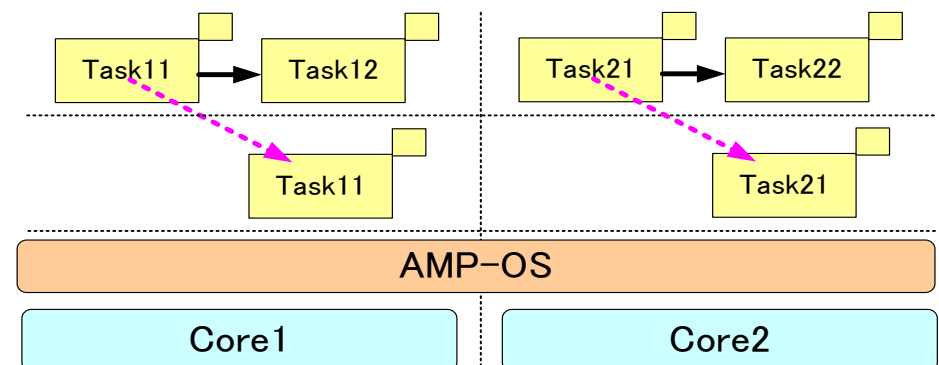 Task11 Task12 Task21 Task22
Task11 Task21
AMP-OS
Core1 Core2